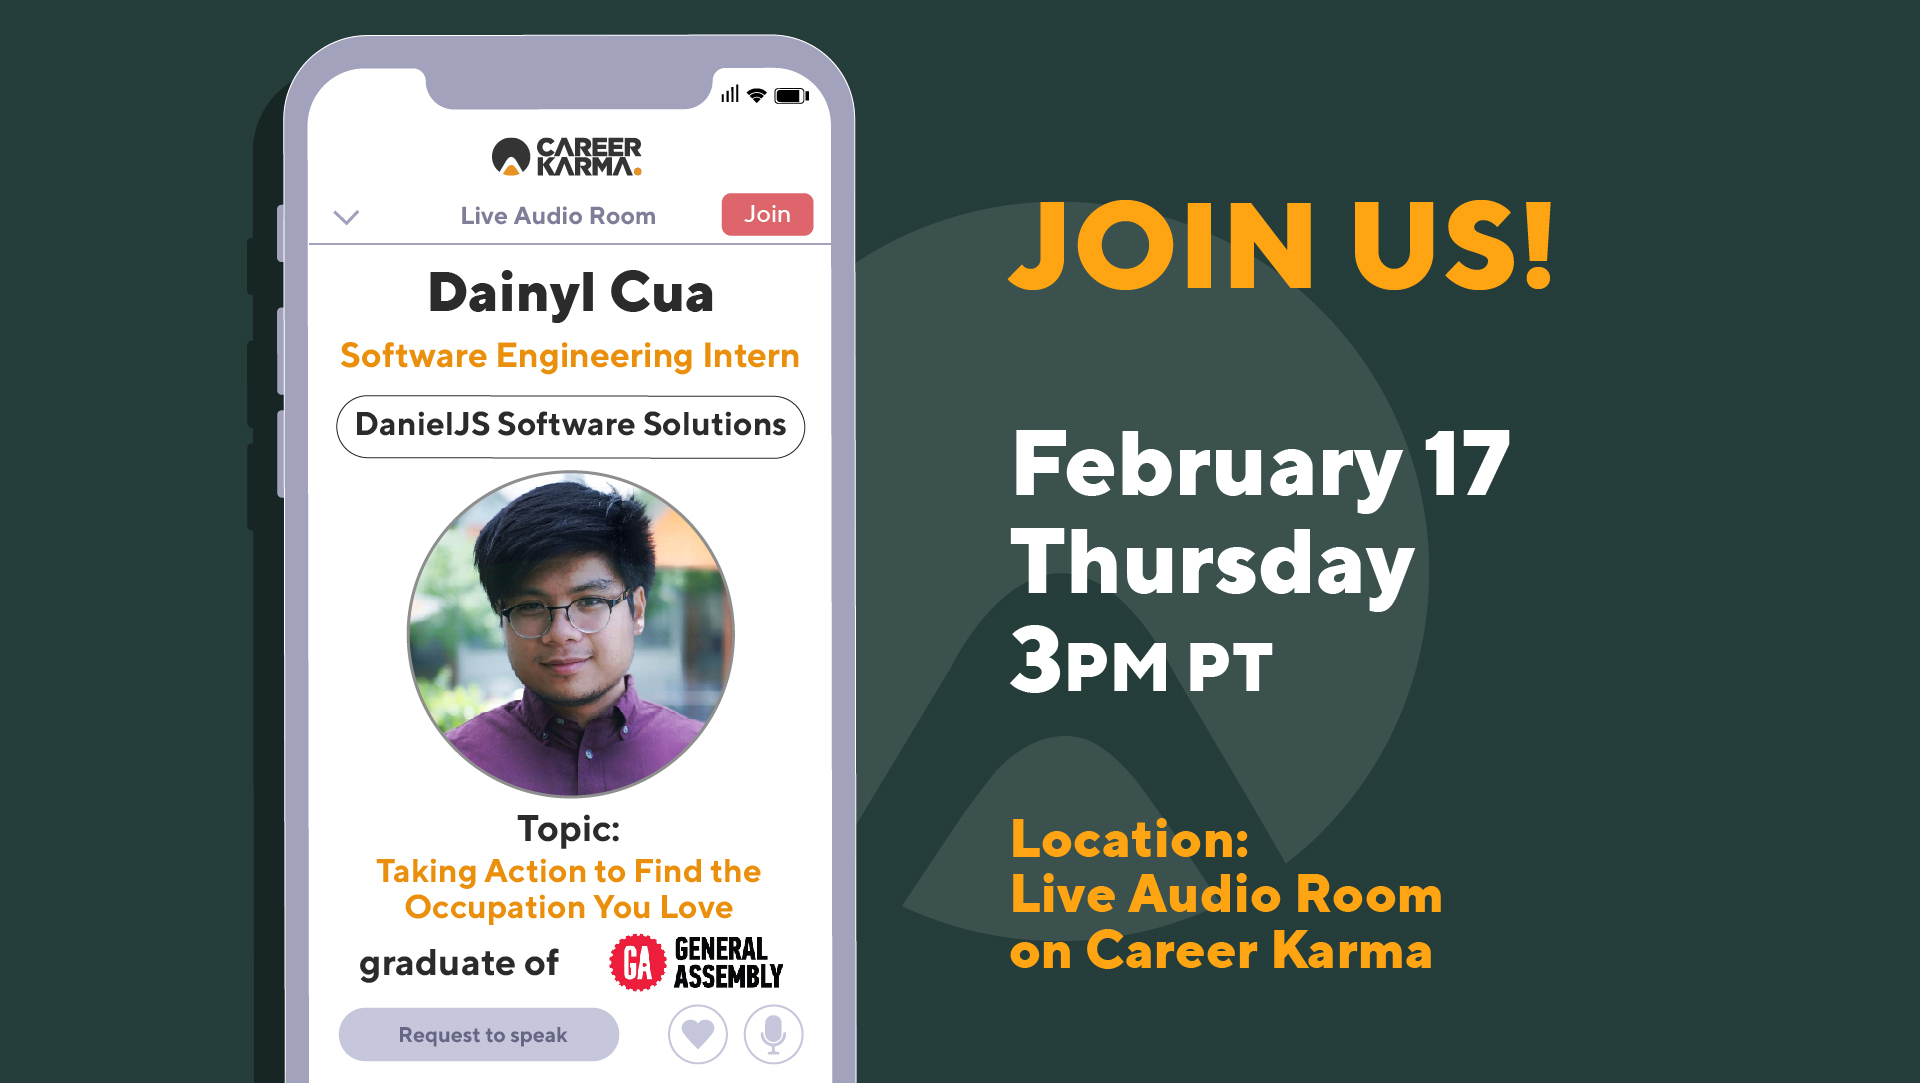 CAREER
KARMA.
Live Audio Room
Join
Dainyl Cua
Software Engineering Intern
DanielJS Software Solutions
Topic:
Taking Action to Find the
Occupation You Love
graduate of
GA
GENERAL
ASSEMBLY
Request to speak
JOIN US!
February 17
Thursday
3PM PT
Location:
Live Audio Room
on Career Karma